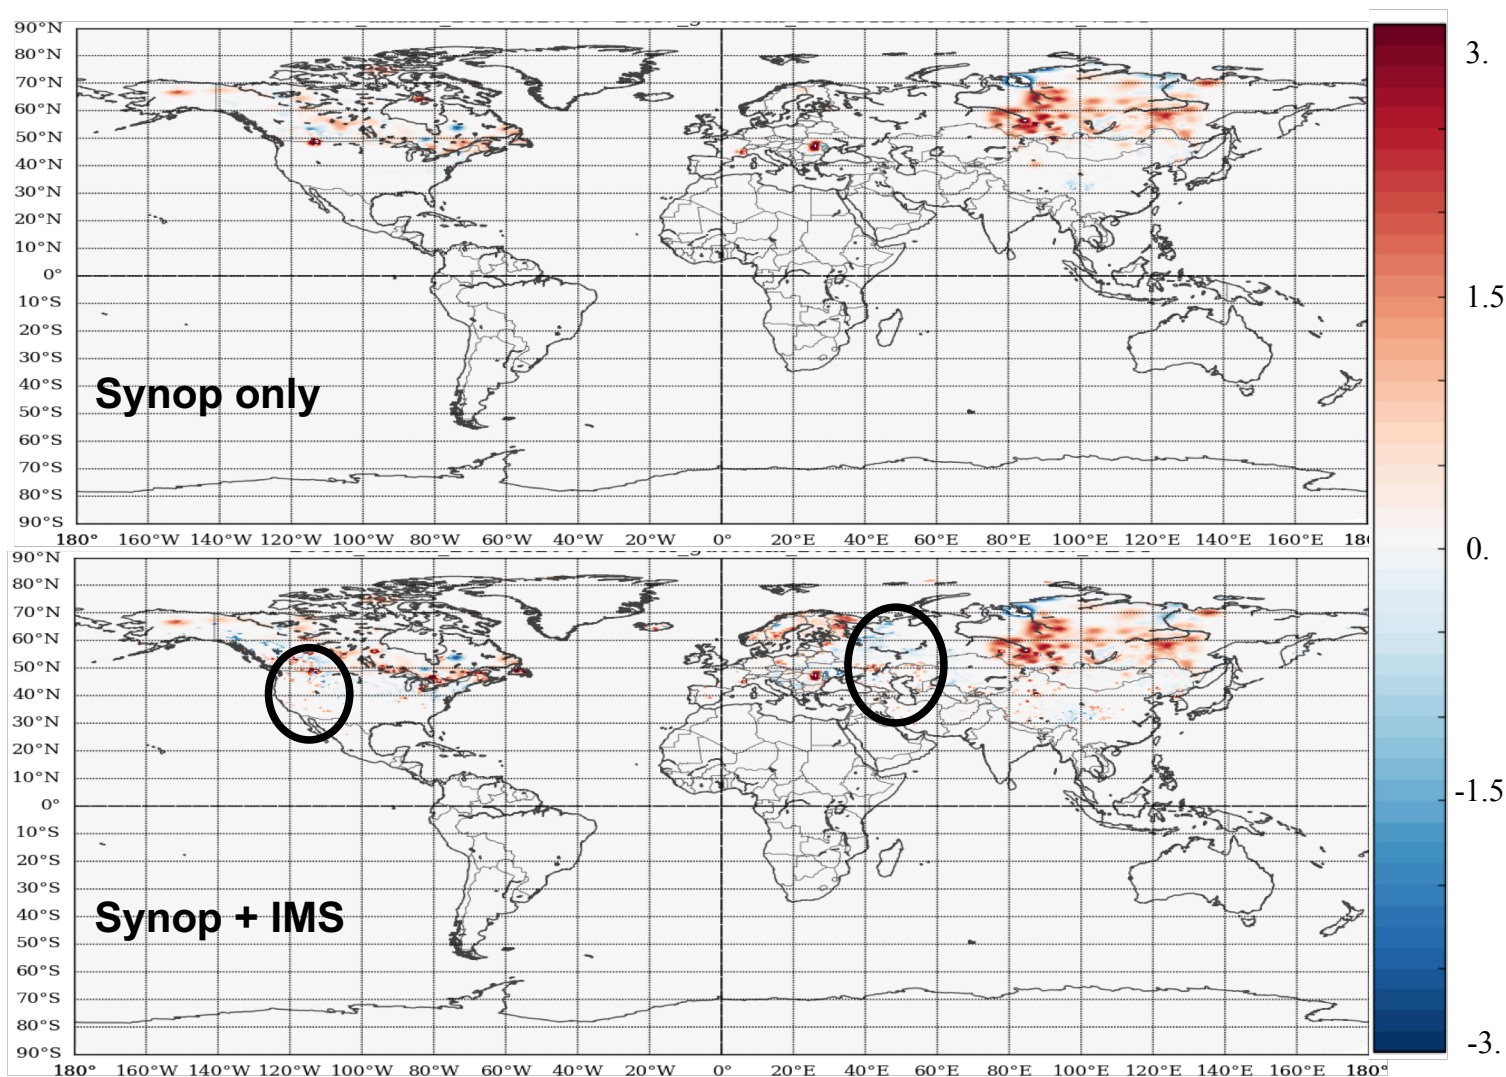 90°N
80°N
70°N
60°N
50°N
40°N
30°N
20°N
10°N
0°
10°S
20°S
30°S
40°S
50°S
60°S
70°S
80°S
90°S
Synop only
180° 160°W 140°W 120°W 100°W 80°W 60°W 40°W 20°W 0° 20°E 40°E 60°E 80°E 100°E 120°E 140°E 160°E
90°N
80°N
70°N
60°N
50°N
40°N
30°N
20°N
10°N
0°
10°S
20°S
30°S
40°S
50°S
60°S
70°S
80°S
90°S
Synop + IMS
180° 160°W 140°W 120°W 100°W 80°W 60°W 40°W 20°W 0° 20°E 40°E 60°E 80°E 100°E 120°E 140°E 160°E 180°
3.
1.5
0.
-1.5
-3.